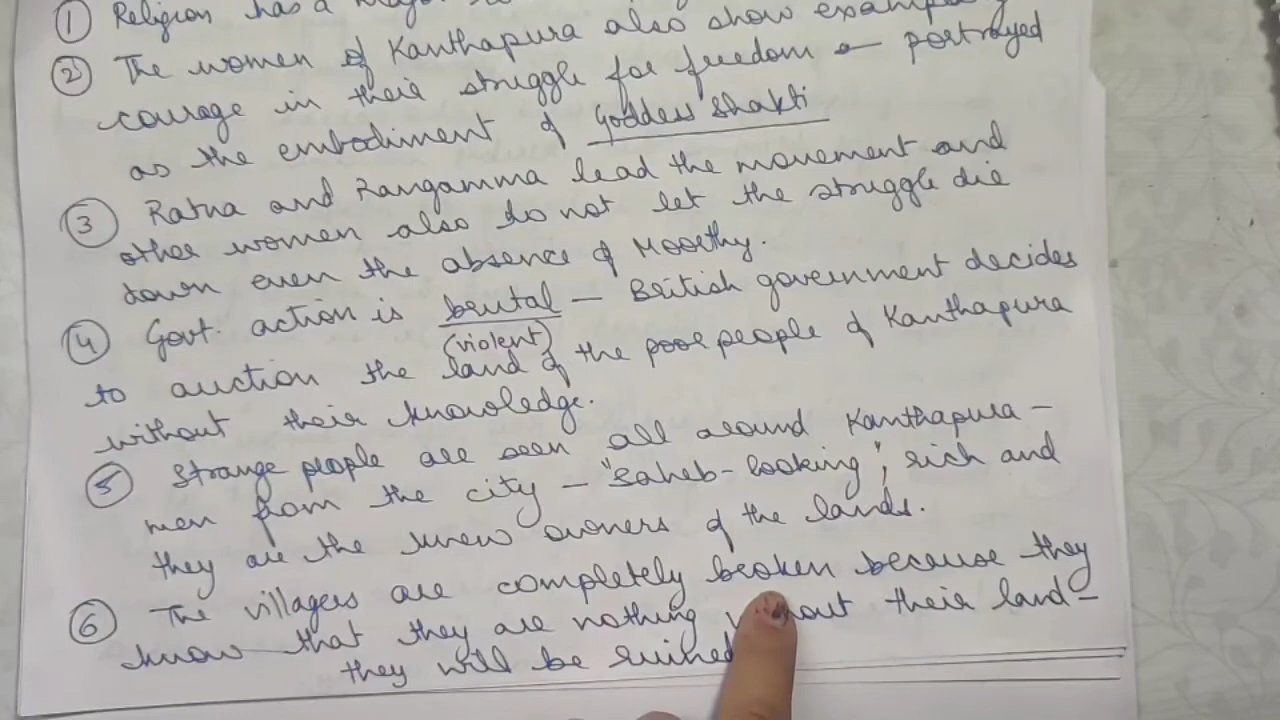 ① Religion has a
② The women of Kanthapura also show
courage in their struggle for freedom — portrayed
as the embodiment of Goddess Shakti
③ Ratna and Rangamma lead the movement and
other women also do not let the struggle die
down even the absence of Moorthy.
④ Govt. action is brutal — British government decides
(violent)
to auction the land of the poor people of Kanthapura
without their knowledge.
⑤ Strange people are seen all around Kanthapura —
men from the city — "Saheb-looking", rich and
they are the new owners of the lands.
⑥ The villagers are completely broken because they
know that they are nothing without their land —
they will be ruined